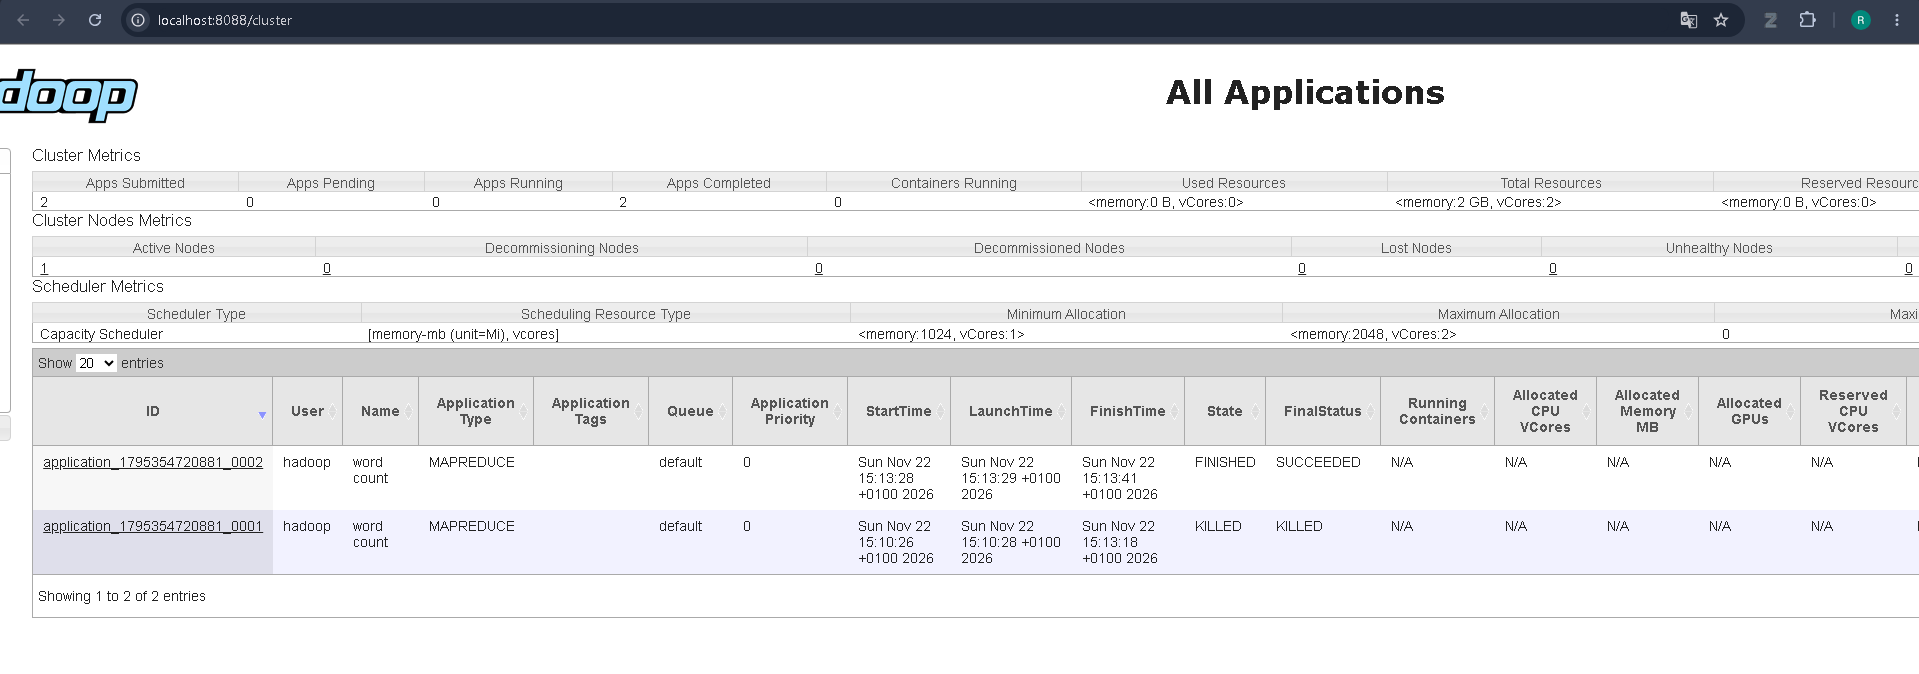 localhost:8088/cluster
R
doop
All Applications
Cluster Metrics
Apps Submitted Apps Pending Apps Running Apps Completed Containers Running Used Resources Total Resources Reserved Resourc
2 0 0 2 0 <memory:0 B, vCores:0> <memory:2 GB, vCores:2> <memory:0 B, vCores:0>
Cluster Nodes Metrics
Active Nodes Decommissioning Nodes Decommissioned Nodes Lost Nodes Unhealthy Nodes
1 0 0 0 0 0
Scheduler Metrics
Scheduler Type Scheduling Resource Type Minimum Allocation Maximum Allocation Maxi
Capacity Scheduler [memory-mb (unit=Mi), vcores] <memory:1024, vCores:1> <memory:2048, vCores:2> 0
Show 20 entries
ID User Name Application Type Application Tags Queue Application Priority StartTime LaunchTime FinishTime State FinalStatus Running Containers Allocated CPU VCores Allocated Memory MB Allocated GPUs Reserved CPU VCores
application_1795354720881_0002 hadoop word count MAPREDUCE default 0 Sun Nov 22 15:13:28 +0100 2026 Sun Nov 22 15:13:29 +0100 2026 Sun Nov 22 15:13:41 +0100 2026 FINISHED SUCCEEDED N/A N/A N/A N/A N/A
application_1795354720881_0001 hadoop word count MAPREDUCE default 0 Sun Nov 22 15:10:26 +0100 2026 Sun Nov 22 15:10:28 +0100 2026 Sun Nov 22 15:13:18 +0100 2026 KILLED KILLED N/A N/A N/A N/A N/A
Showing 1 to 2 of 2 entries